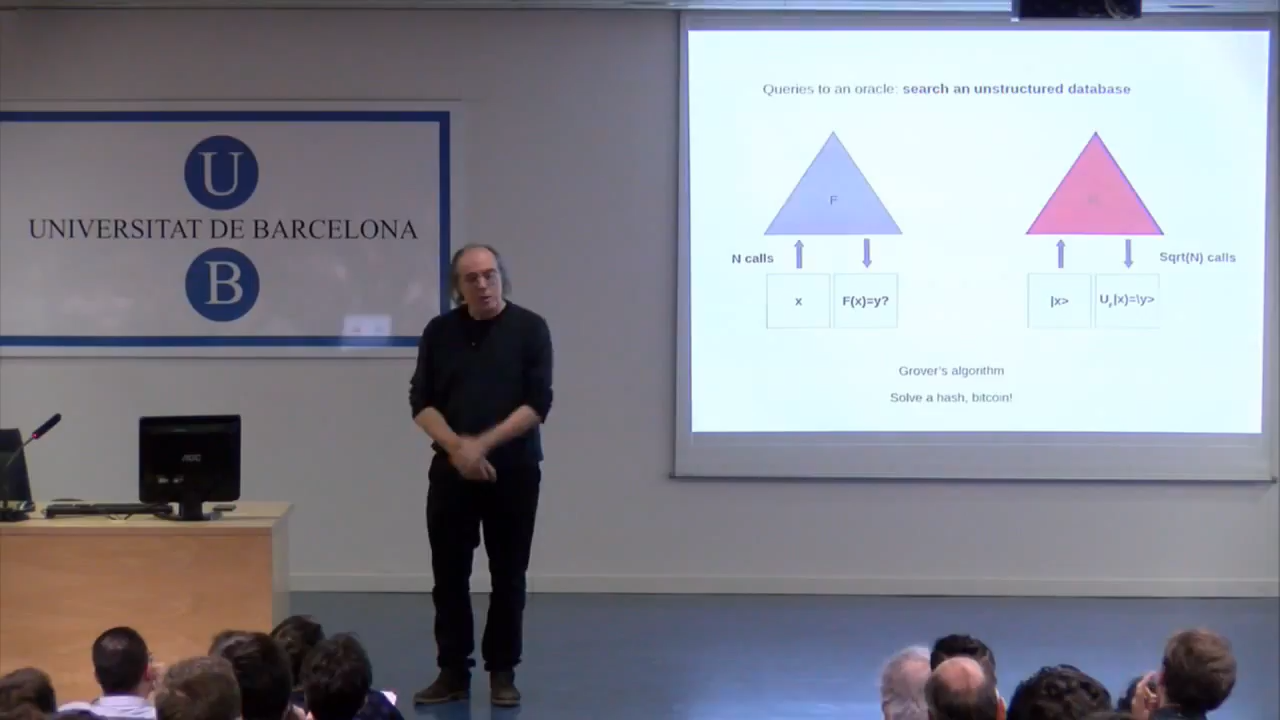 U
UNIVERSITAT DE BARCELONA
B
AOC
Queries to an oracle: search an unstructured database
F
N calls
x
F(x)=y?
Sqrt(N) calls
|x>
U_F|x)=\y>
Grover's algorithm
Solve a hash, bitcoin!